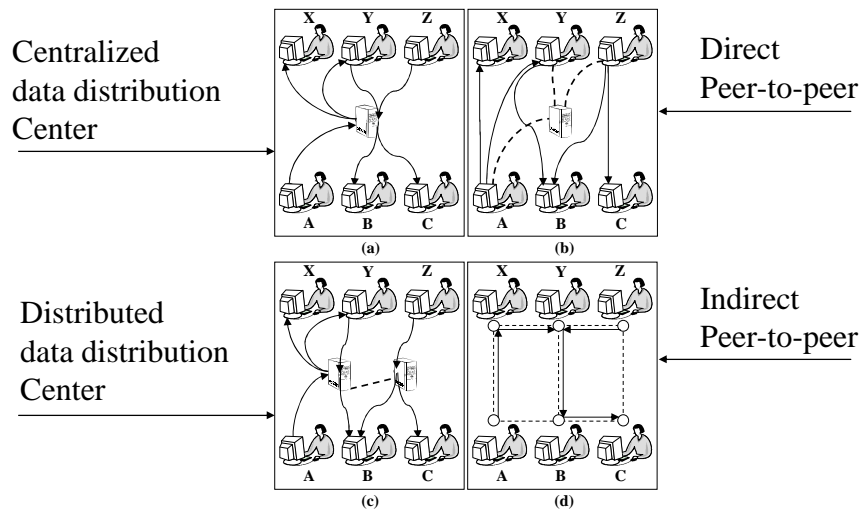 X Y Z
X Y Z
Centralized
data distribution
Center
Direct
Peer-to-peer
A B C
A B C
(a)
(b)
X Y Z
X Y Z
Distributed
data distribution
Center
Indirect
Peer-to-peer
A B C
A B C
(c)
(d)